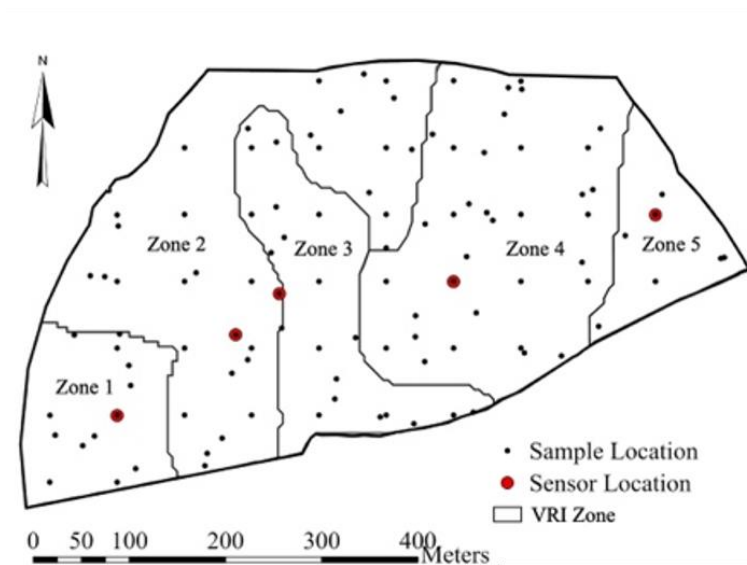 N
Zone 2
Zone 3
Zone 4
Zone 5
Zone 1
Sample Location
Sensor Location
VRI Zone
0 50 100 200 300 400 Meters